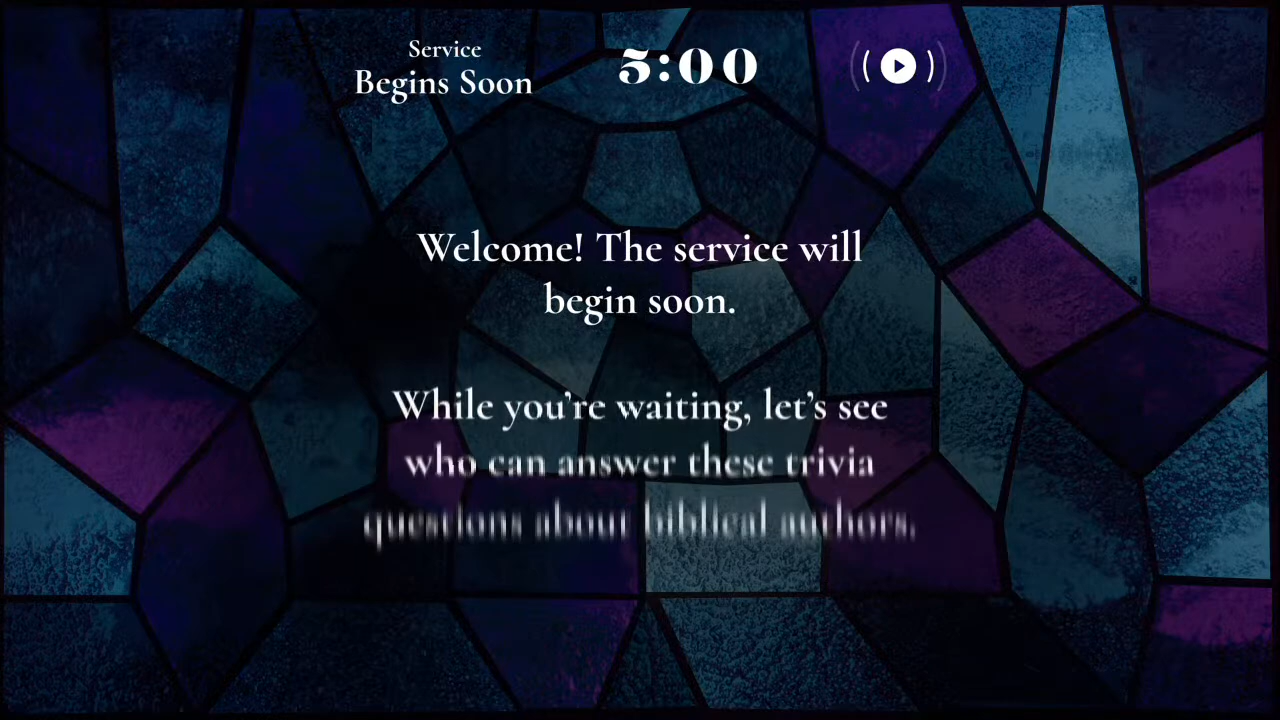 Service
Begins Soon
5:00
Welcome! The service will
begin soon.
While you’re waiting, let’s see
who can answer these trivia
questions about biblical authors.